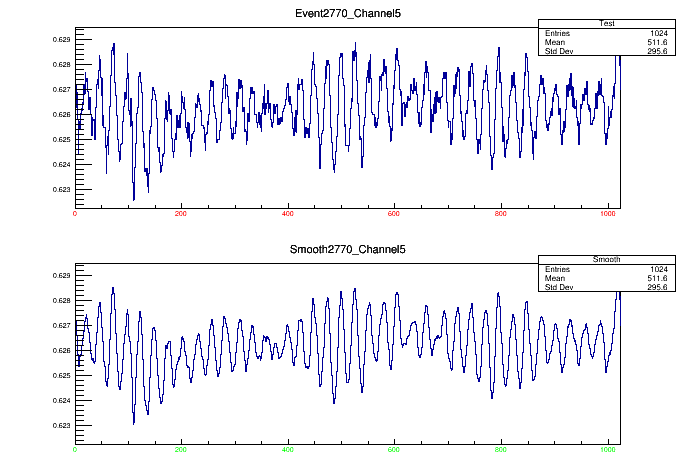 Event2770_Channel5
Test
Entries 1024
Mean 511.6
Std Dev 295.6
0.629
0.628
0.627
0.626
0.625
0.624
0.623
0 200 400 600 800 1000
Smooth2770_Channel5
Smooth
Entries 1024
Mean 511.6
Std Dev 295.6
0.629
0.628
0.627
0.626
0.625
0.624
0.623
0 200 400 600 800 1000